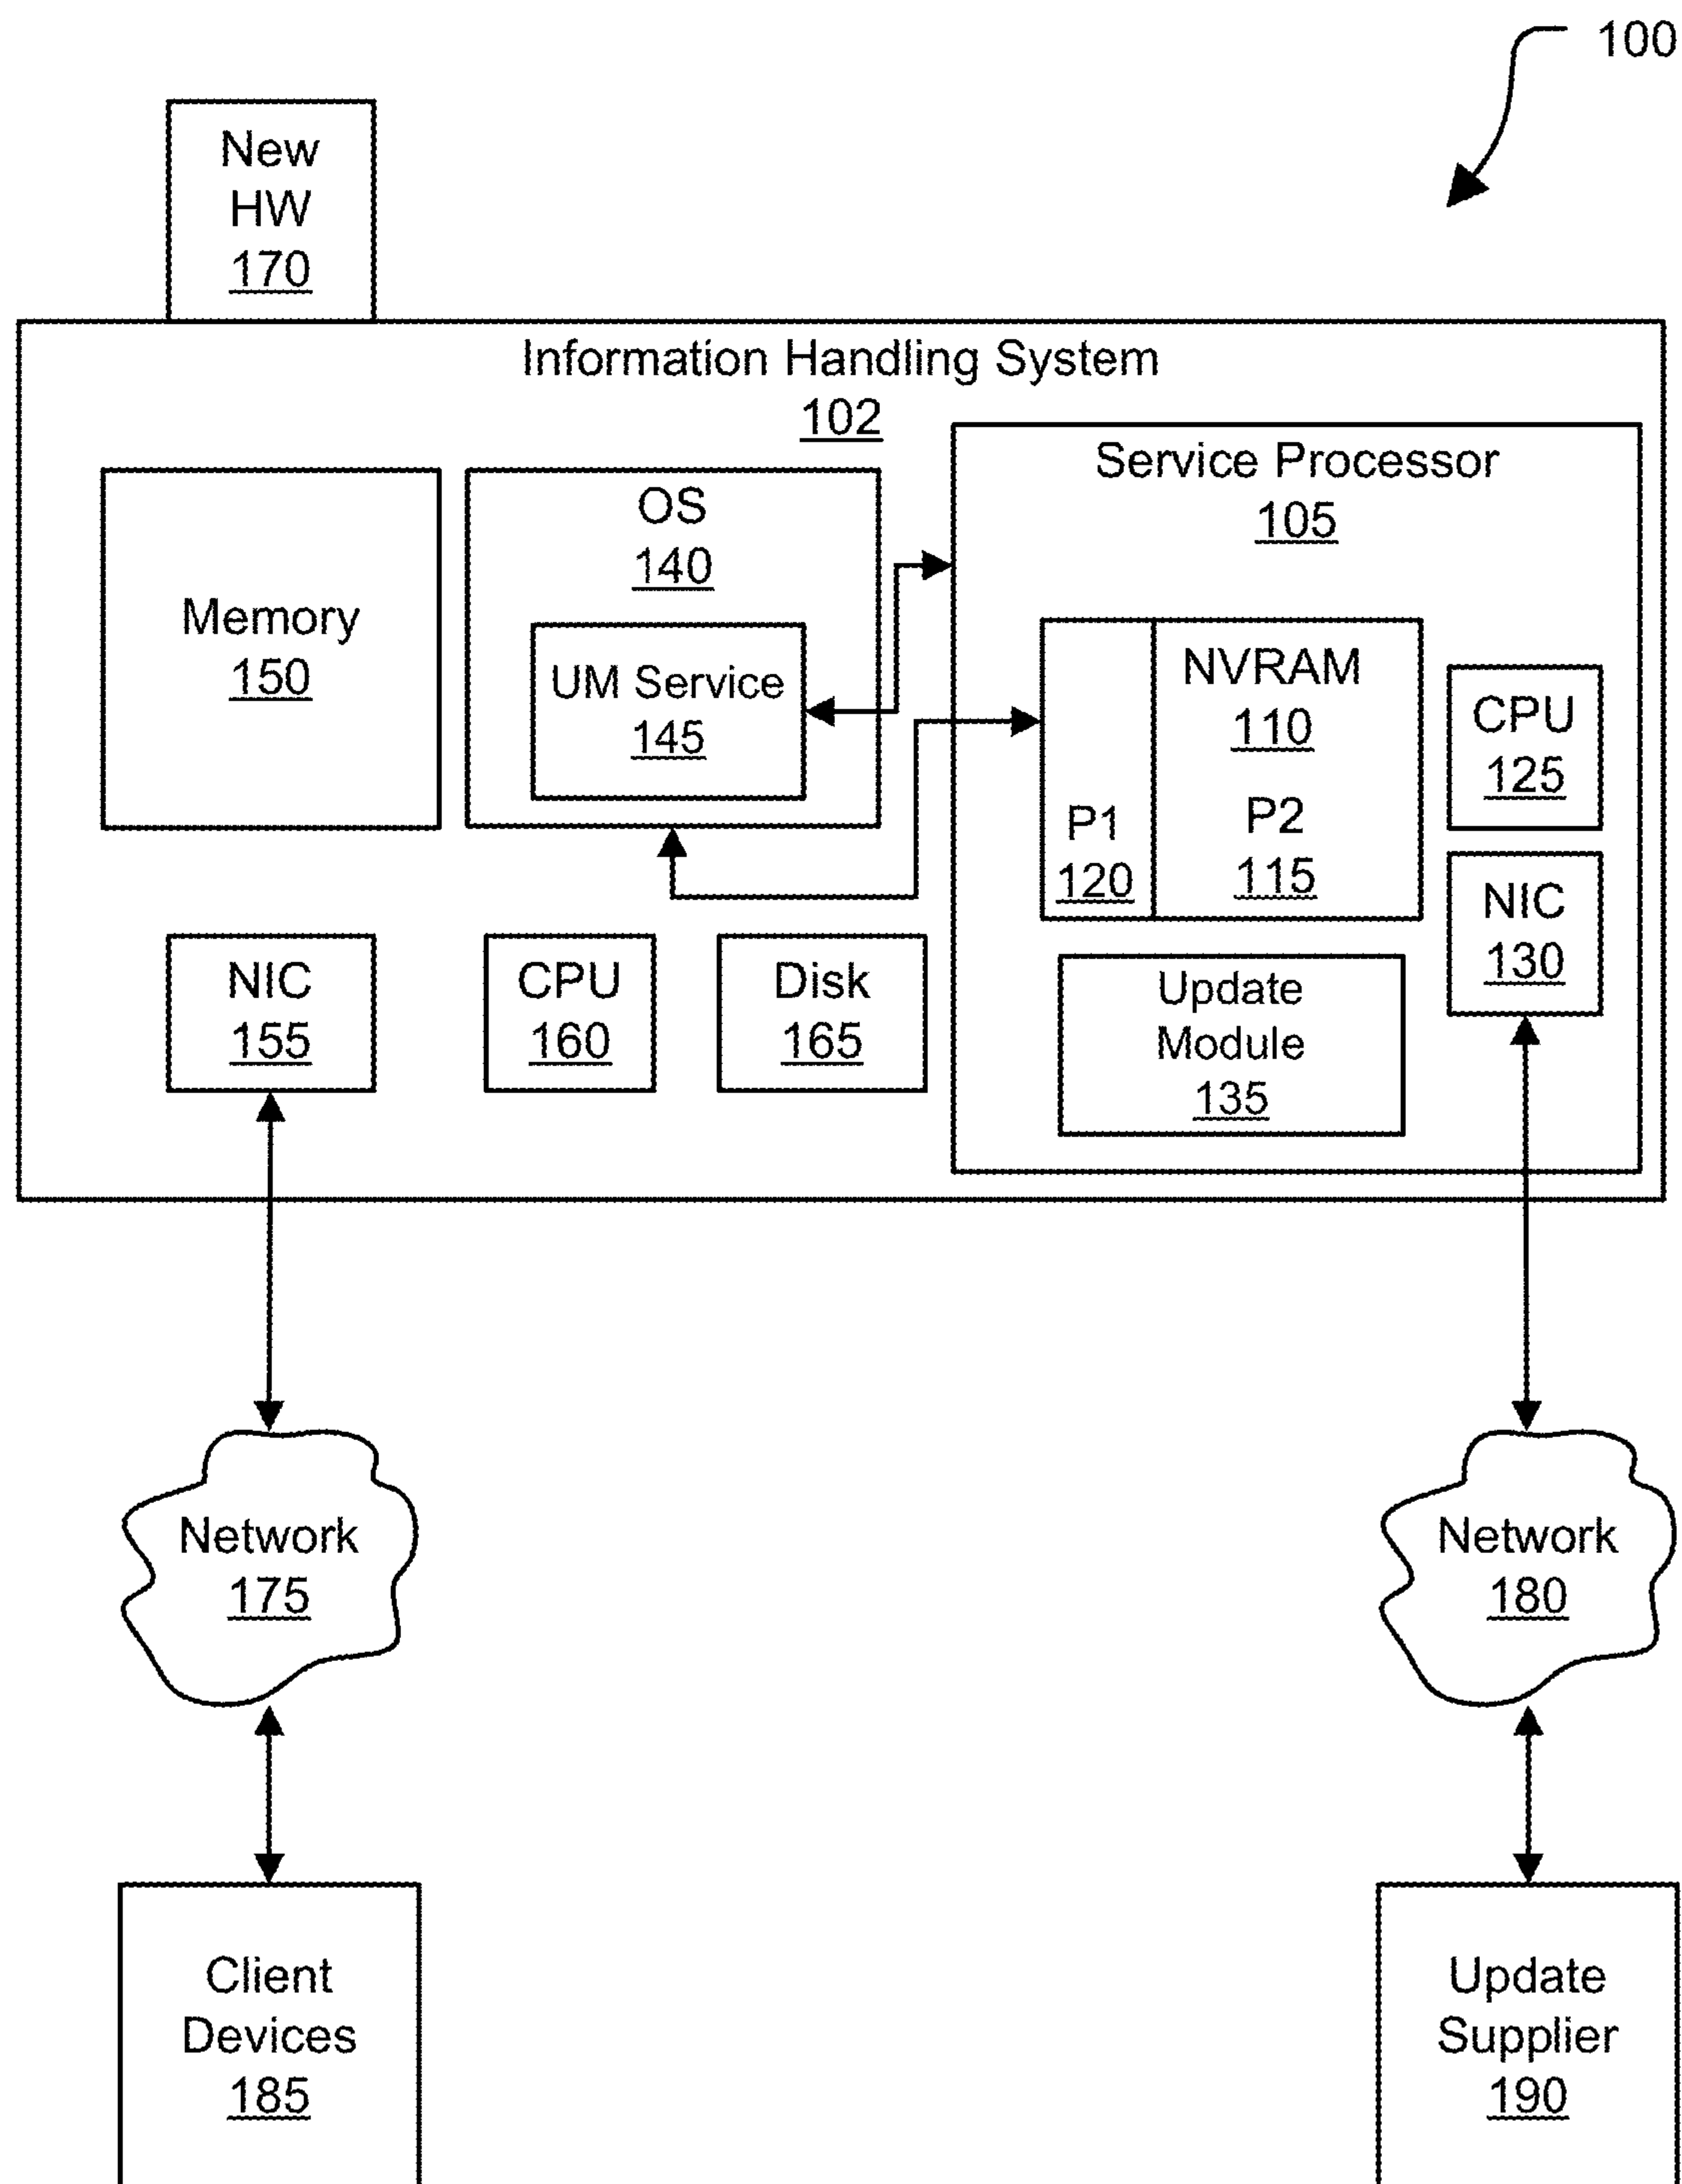 100
New
HW
170
Information Handling System
102
Service Processor
105
OS
140
Memory
150
UM Service
145
NVRAM
110
P1
120
P2
115
CPU
125
NIC
130
NIC
155
CPU
160
Disk
165
Update
Module
135
Network
175
Network
180
Client
Devices
185
Update
Supplier
190